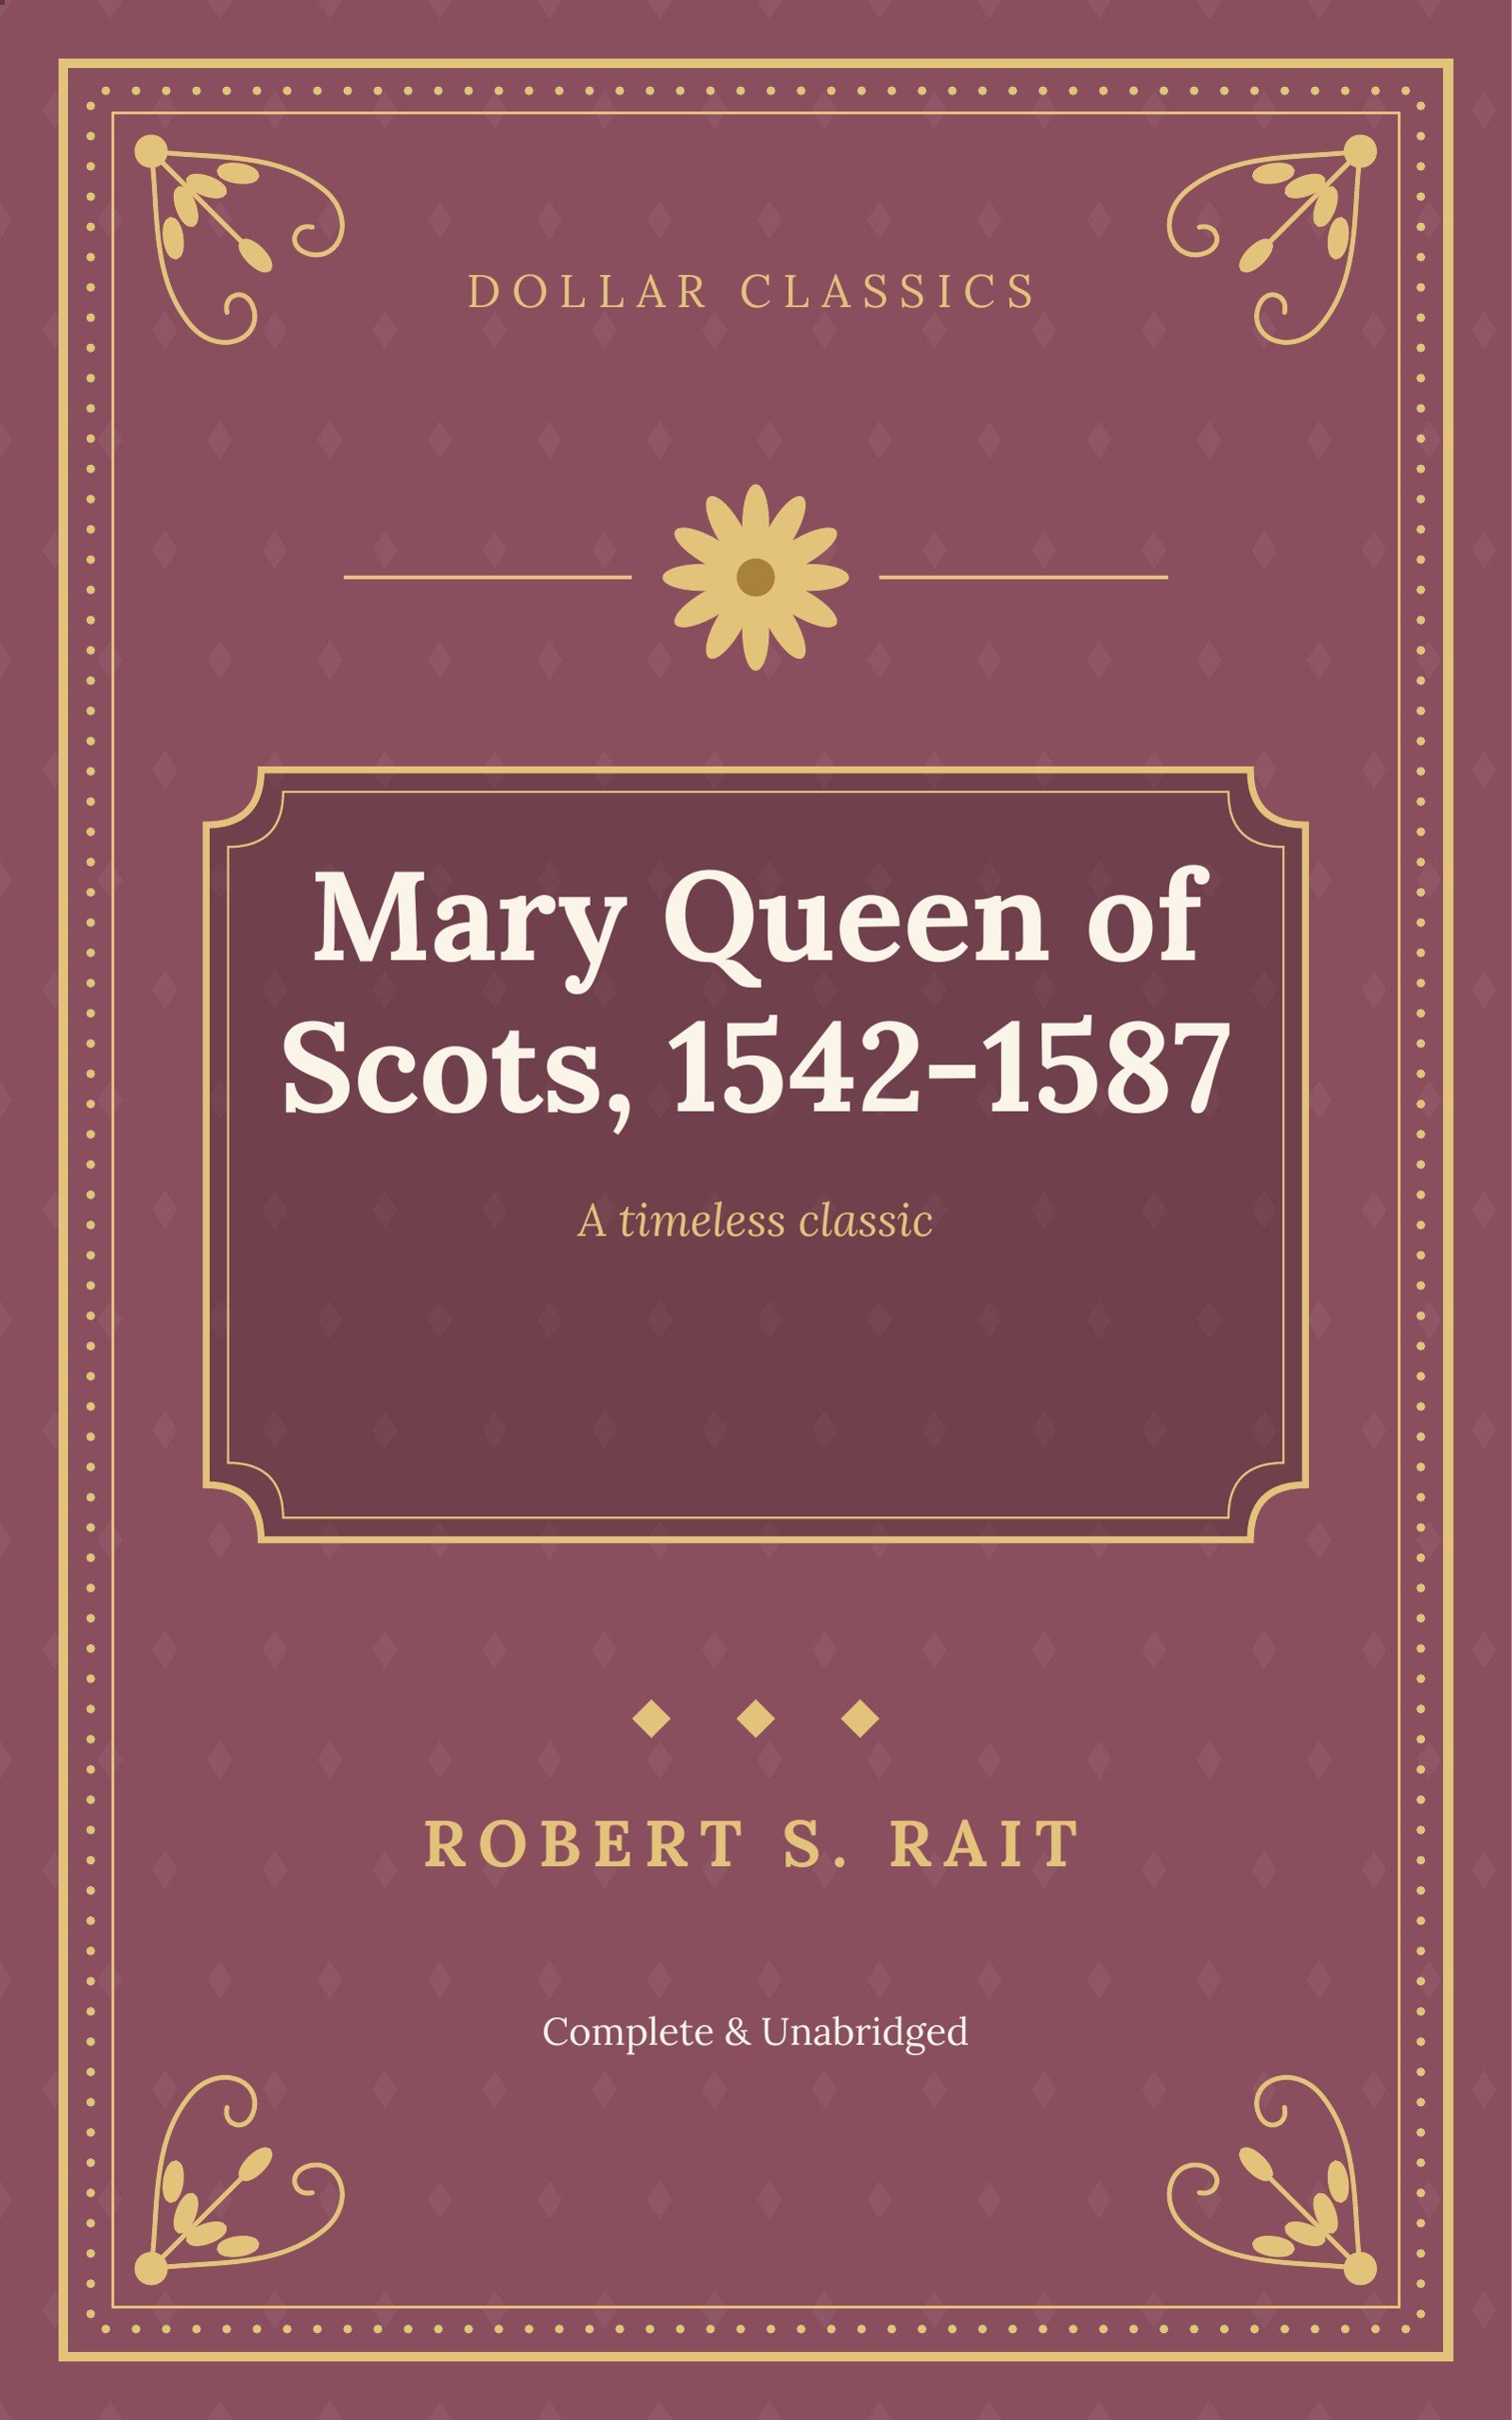 DOLLAR CLASSICS
Mary Queen of
Scots, 1542-1587
A timeless classic
ROBERT S. RAIT
Complete & Unabridged